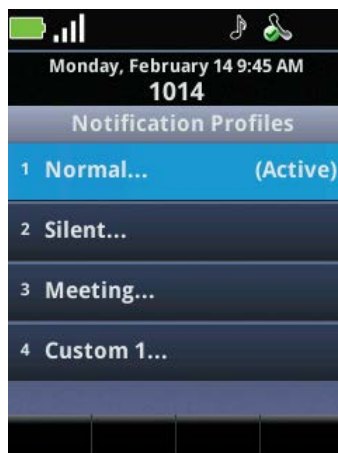 Monday, February 14 9:45 AM
1014
Notification Profiles
1 Normal... (Active)
2 Silent...
3 Meeting...
4 Custom 1...